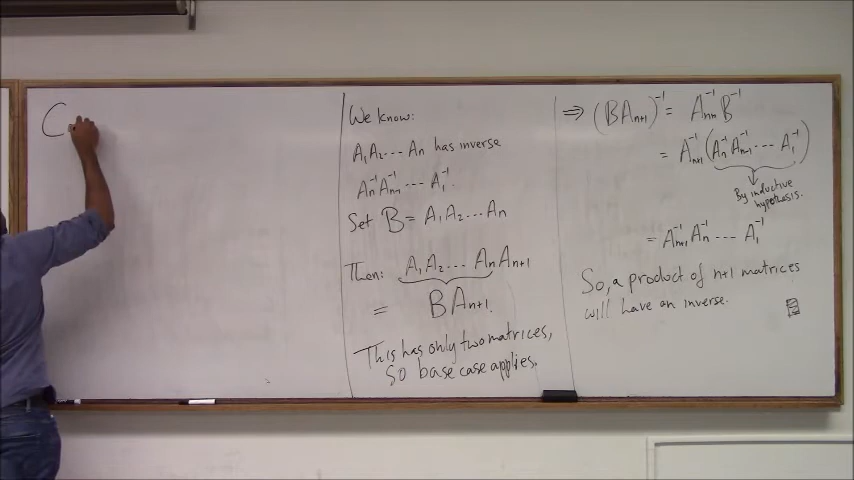 C
We know:
A₁A₂...Aₙ has inverse
Aₙ⁻¹Aₙ₋₁⁻¹ ... A₁⁻¹.
Set B = A₁A₂...Aₙ
Then: A₁A₂... AₙAₙ₊₁
= BAₙ₊₁.
This has only two matrices,
So base case applies.
⇒ (BAₙ₊₁)⁻¹ = Aₙ₊₁⁻¹B⁻¹
= Aₙ₊₁⁻¹(Aₙ⁻¹Aₙ₋₁⁻¹... A₁⁻¹)
By inductive
hypothesis.
= Aₙ₊₁⁻¹Aₙ⁻¹ ... A₁⁻¹
So, a product of n+1 matrices
will have an inverse.